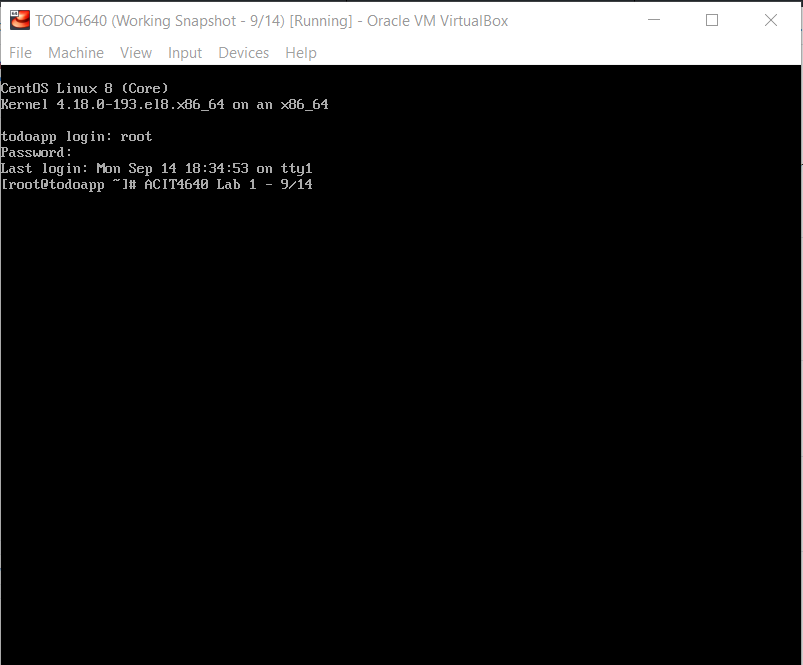 TODO4640 (Working Snapshot - 9/14) [Running] - Oracle VM VirtualBox
File Machine View Input Devices Help
CentOS Linux 8 (Core)
Kernel 4.18.0-193.el8.x86_64 on an x86_64
todoapp login: root
Password:
Last login: Mon Sep 14 18:34:53 on tty1
[root@todoapp ~]# ACIT4640 Lab 1 - 9/14